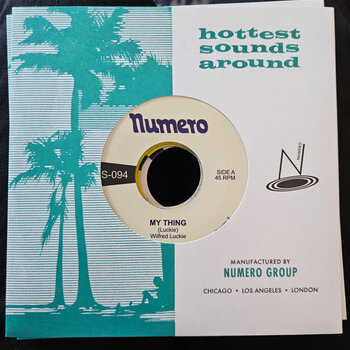 hottest
sounds
around
Numero
S-094
SIDE A
45 RPM
MY THING
(Luckie)
Wilfred Luckie
N
NUMERO
MANUFACTURED BY
NUMERO GROUP
CHICAGO • LOS ANGELES • LONDON